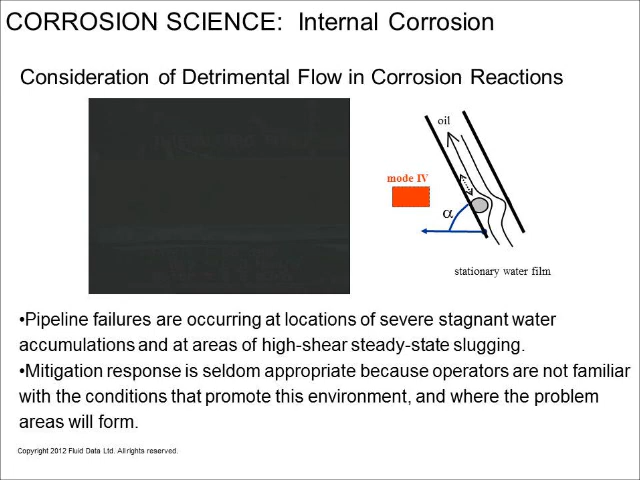 CORROSION SCIENCE: Internal Corrosion
Consideration of Detrimental Flow in Corrosion Reactions
oil
mode IV
α
stationary water film
•Pipeline failures are occurring at locations of severe stagnant water
accumulations and at areas of high-shear steady-state slugging.
•Mitigation response is seldom appropriate because operators are not familiar
with the conditions that promote this environment, and where the problem
areas will form.
Copyright 2012 Fluid Data Ltd. All rights reserved.